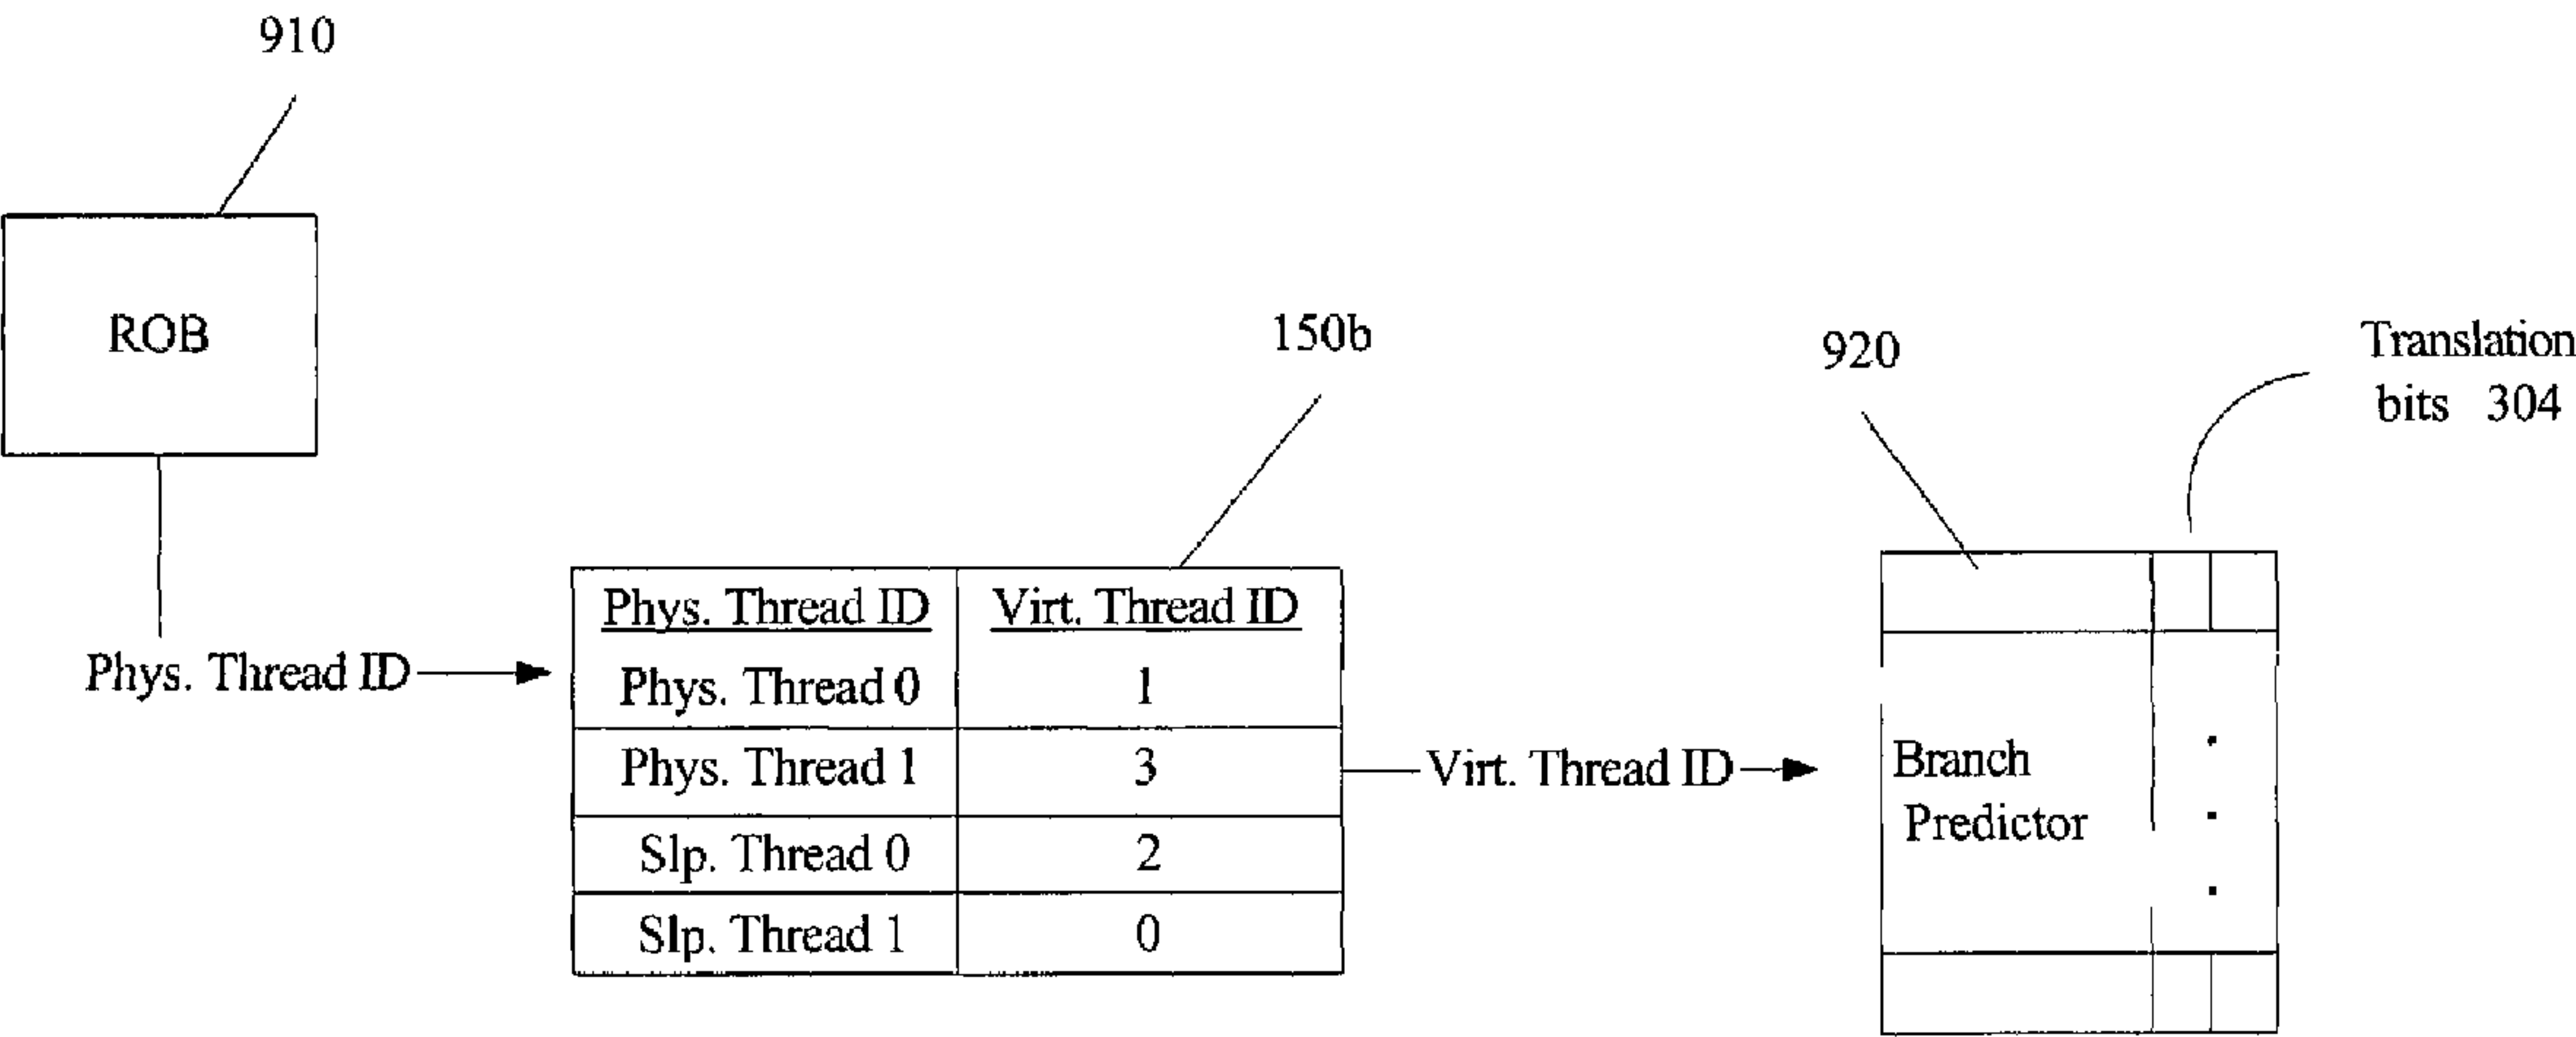 910
ROB
150b
920
Translation
bits 304
Phys. Thread ID
Phys. Thread ID Virt. Thread ID
Phys. Thread 0 1
Phys. Thread 1 3
Slp. Thread 0 2
Slp. Thread 1 0
Virt. Thread ID
Branch
Predictor